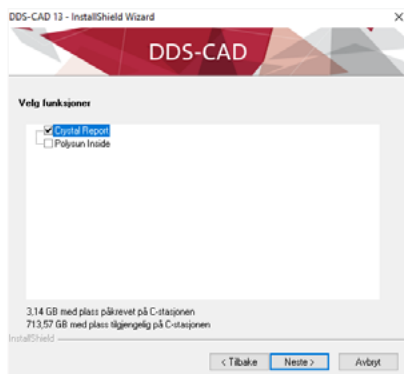 DDS-CAD 13 - InstallShield Wizard
DDS-CAD
Velg funksjoner
Crystal Report
Polysun Inside
3,14 GB med plass påkrevet på C-stasjonen
713,57 GB med plass tilgjengelig på C-stasjonen
InstallShield
< Tilbake Neste > Avbryt